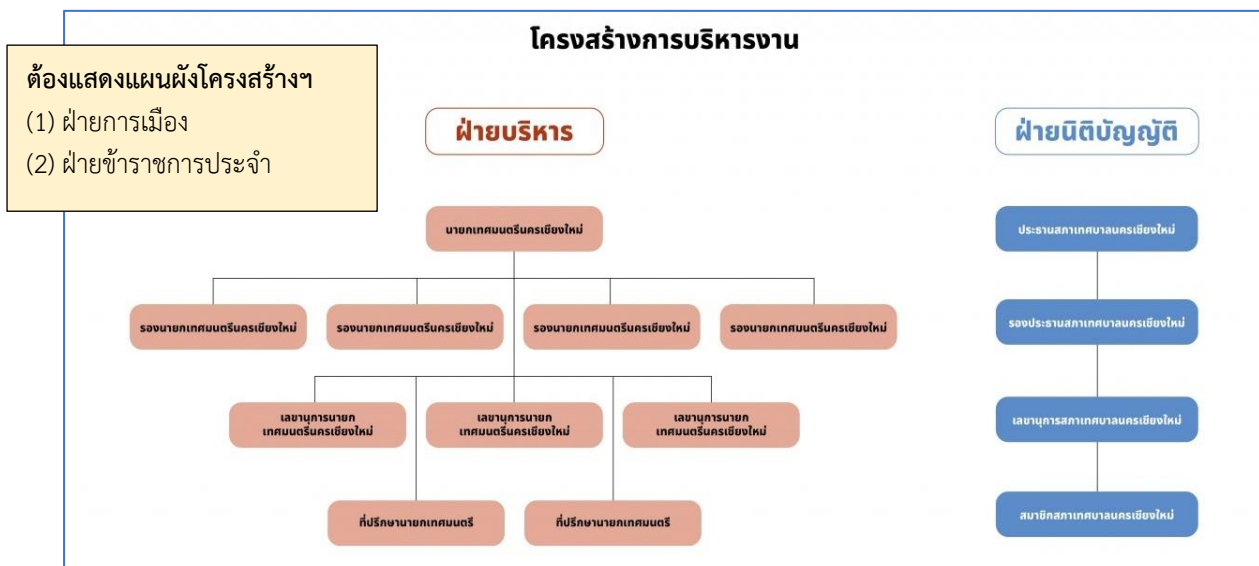 โครงสร้างการบริหารงาน
ต้องแสดงแผนผังโครงสร้างฯ
(1) ฝ่ายการเมือง
(2) ฝ่ายข้าราชการประจำ
ฝ่ายบริหาร
ฝ่ายนิติบัญญัติ
นายกเทศมนตรีนครเชียงใหม่
ประธานสภาเทศบาลนครเชียงใหม่
รองนายกเทศมนตรีนครเชียงใหม่
รองนายกเทศมนตรีนครเชียงใหม่
รองนายกเทศมนตรีนครเชียงใหม่
รองนายกเทศมนตรีนครเชียงใหม่
รองประธานสภาเทศบาลนครเชียงใหม่
เลขานุการนายก
เทศมนตรีนครเชียงใหม่
เลขานุการนายก
เทศมนตรีนครเชียงใหม่
เลขานุการนายก
เทศมนตรีนครเชียงใหม่
เลขานุการสภาเทศบาลนครเชียงใหม่
ที่ปรึกษานายกเทศมนตรี
ที่ปรึกษานายกเทศมนตรี
สมาชิกสภาเทศบาลนครเชียงใหม่